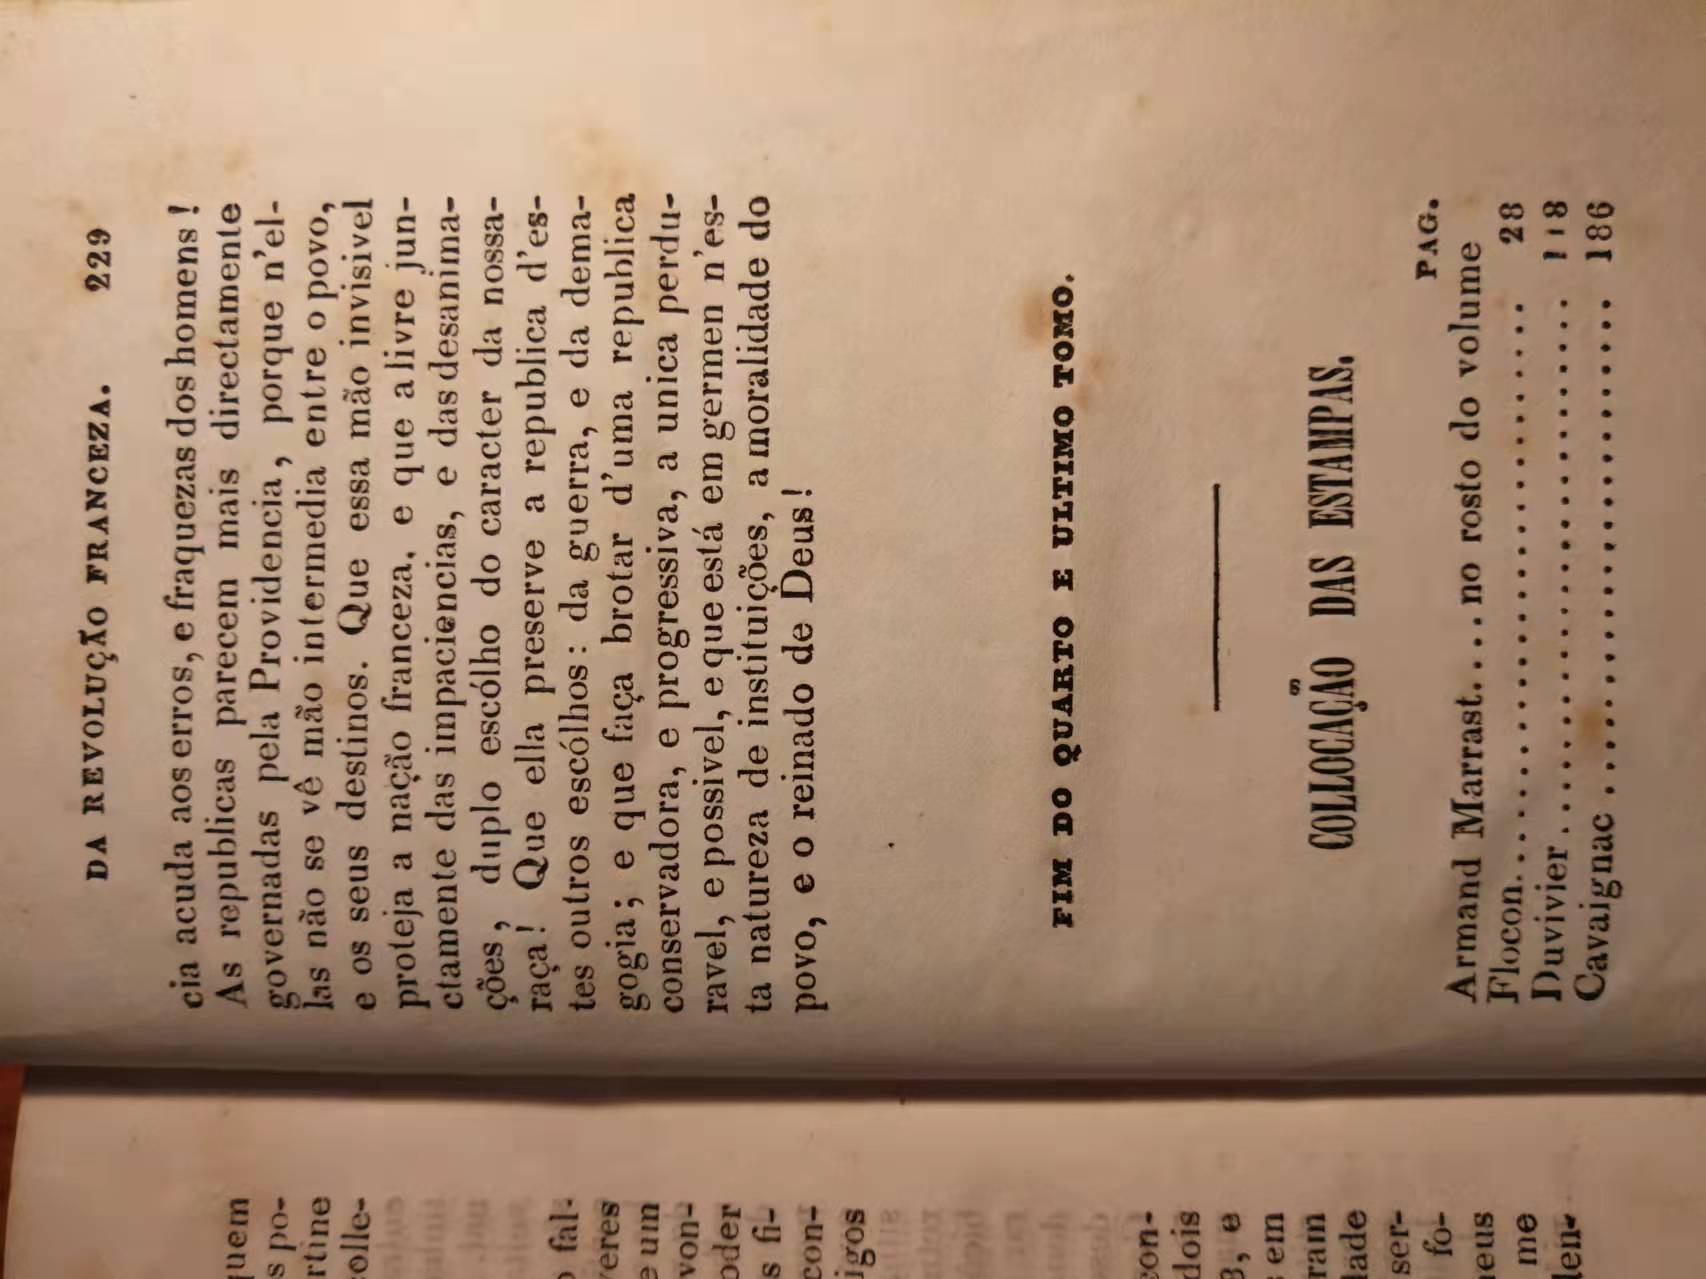 quem
s po-
rtine
olle-
o fal-
veres
e um
von-
oder
s fi-
con-
igos
con-
dois
3, e
s em
ram
dade
ser-
fo-
neus
me
DA REVOLUÇÃO FRANCEZA. 229
cia acuda aos erros, e fraquezas dos homens!
As republicas parecem mais directamente
governadas pela Providencia, porque n'el-
las não se vê mão intermedia entre o povo,
e os seus destinos. Que essa mão invisivel
proteja a nação franceza, e que a livre jun-
ctamente das impaciencias, e das desanima-
ções, duplo escólho do caracter da nossa
raça! Que ella preserve a republica d'es-
tes outros escólhos: da guerra, e da dema-
gogia; e que faça brotar d'uma republica
conservadora, e progressiva, a unica perdu-
ravel, e possivel, e que está em germen n'es-
ta natureza de instituições, a moralidade do
povo, e o reinado de Deus!
FIM DO QUARTO E ULTIMO TOMO.
COLLOCAÇÃO DAS ESTAMPAS.
PAG.
Armand Marrast....no rosto do volume
Flocon........................ 28
Duvivier........................ 118
Cavaignac........................ 186